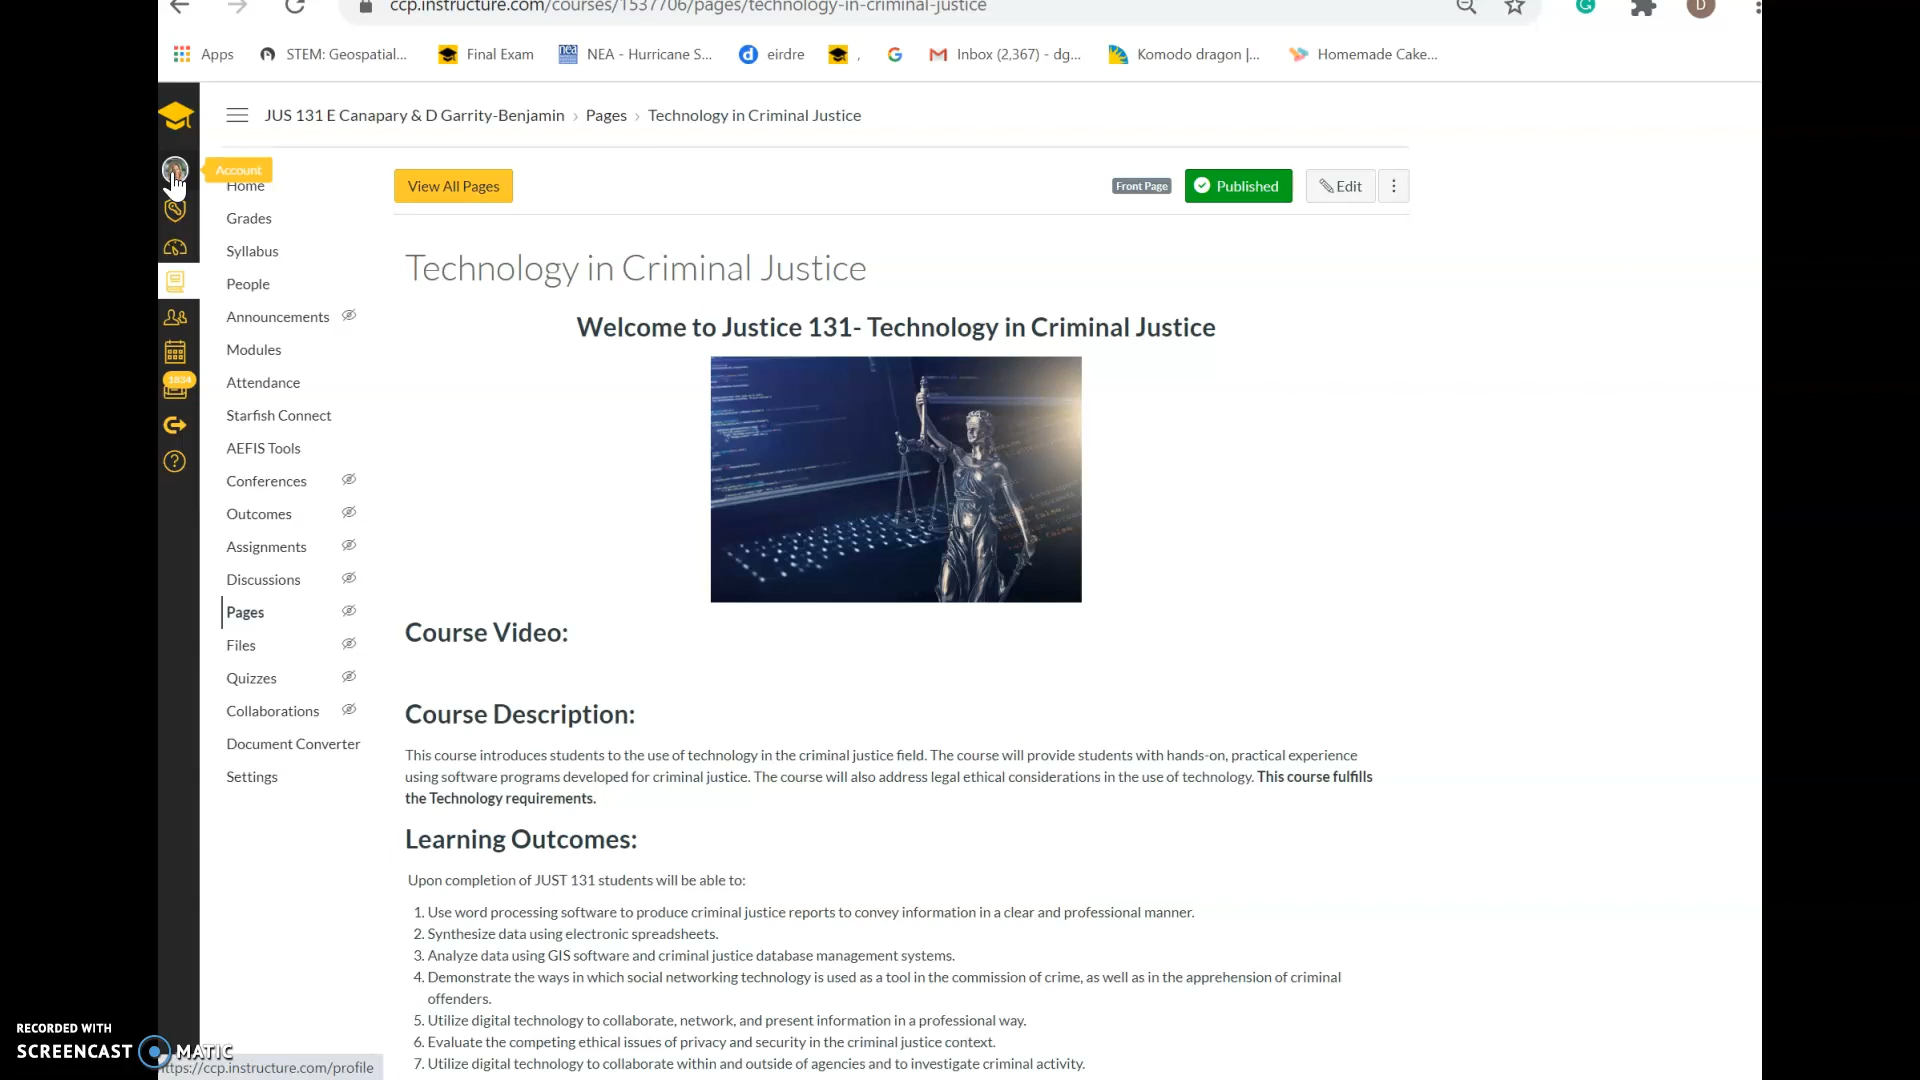 ccp.instructure.com/courses/1537706/pages/technology-in-criminal-justice
D
Apps
STEM: Geospatial...
Final Exam
NEA - Hurricane S...
eirdre
,
Inbox (2,367) - dg...
Komodo dragon |...
Homemade Cake...
JUS 131 E Canapary & D Garrity-Benjamin › Pages › Technology in Criminal Justice
Account
Home
Grades
Syllabus
People
Announcements
Modules
Attendance
Starfish Connect
AEFIS Tools
Conferences
Outcomes
Assignments
Discussions
Pages
Files
Quizzes
Collaborations
Document Converter
Settings
1834
View All Pages
Front Page
Published
Edit
Technology in Criminal Justice
Welcome to Justice 131- Technology in Criminal Justice
Course Video:
Course Description:
This course introduces students to the use of technology in the criminal justice field. The course will provide students with hands-on, practical experience
using software programs developed for criminal justice. The course will also address legal ethical considerations in the use of technology. This course fulfills
the Technology requirements.
Learning Outcomes:
Upon completion of JUST 131 students will be able to:
1. Use word processing software to produce criminal justice reports to convey information in a clear and professional manner.
2. Synthesize data using electronic spreadsheets.
3. Analyze data using GIS software and criminal justice database management systems.
4. Demonstrate the ways in which social networking technology is used as a tool in the commission of crime, as well as in the apprehension of criminal
offenders.
5. Utilize digital technology to collaborate, network, and present information in a professional way.
6. Evaluate the competing ethical issues of privacy and security in the criminal justice context.
7. Utilize digital technology to collaborate within and outside of agencies and to investigate criminal activity.
RECORDED WITH
SCREENCAST MATIC
https://ccp.instructure.com/profile